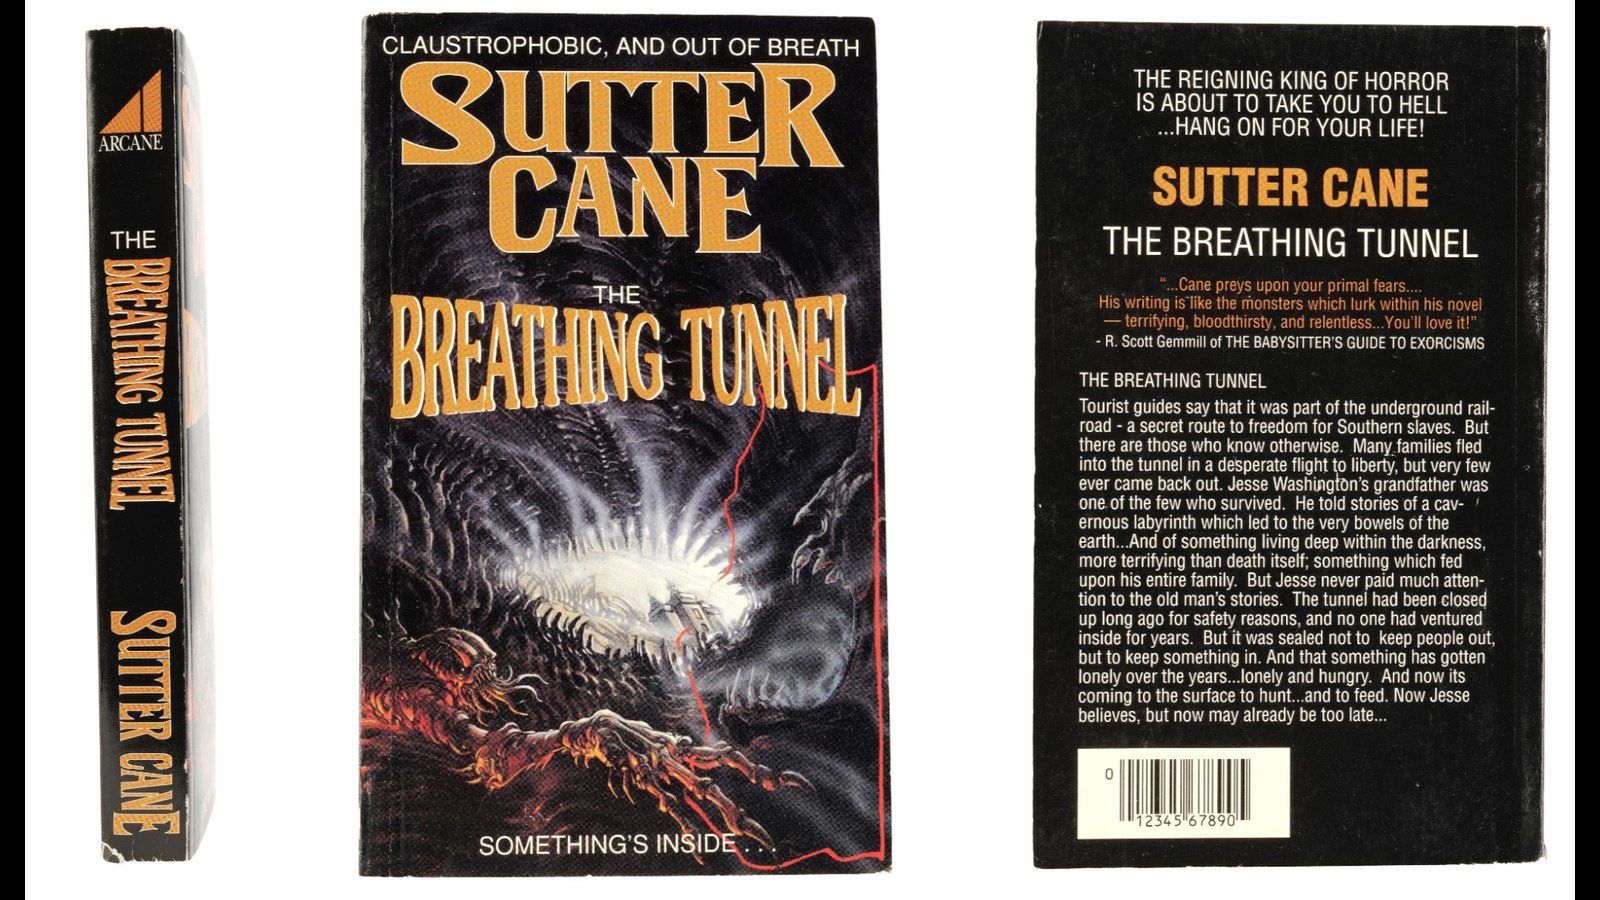 ARCANE
THE
BREATHING TUNNEL
SUTTER CANE
CLAUSTROPHOBIC, AND OUT OF BREATH
SUTTER
CANE
THE
BREATHING TUNNEL
SOMETHING'S INSIDE . . .
THE REIGNING KING OF HORROR
IS ABOUT TO TAKE YOU TO HELL
...HANG ON FOR YOUR LIFE!
SUTTER CANE
THE BREATHING TUNNEL
"...Cane preys upon your primal fears....
His writing is like the monsters which lurk within his novel
— terrifying, bloodthirsty, and relentless...You'll love it!"
- R. Scott Gemmill of THE BABYSITTER'S GUIDE TO EXORCISMS
THE BREATHING TUNNEL
Tourist guides say that it was part of the underground rail-
road - a secret route to freedom for Southern slaves. But
there are those who know otherwise. Many families fled
into the tunnel in a desperate flight to liberty, but very few
ever came back out. Jesse Washington's grandfather was
one of the few who survived. He told stories of a cav-
ernous labyrinth which led to the very bowels of the
earth...And of something living deep within the darkness,
more terrifying than death itself; something which fed
upon his entire family. But Jesse never paid much atten-
tion to the old man's stories. The tunnel had been closed
up long ago for safety reasons, and no one had ventured
inside for years. But it was sealed not to keep people out,
but to keep something in. And that something has gotten
lonely over the years...lonely and hungry. And now its
coming to the surface to hunt...and to feed. Now Jesse
believes, but now may already be too late...
0
12345 67890